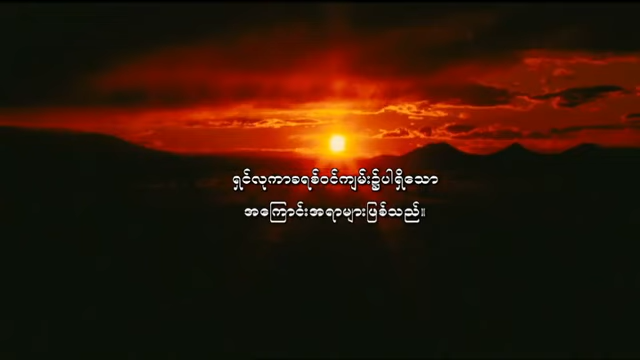 ရှင်လုကာခရစ်ဝင်ကျမ်း၌ပါရှိသော
အကြောင်းအရာများဖြစ်သည်။